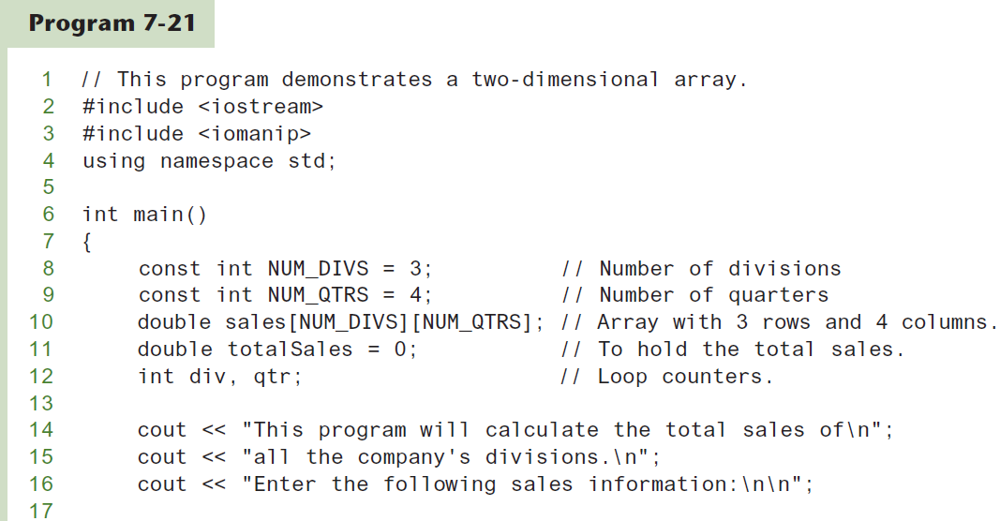 Program 7-21
1 // This program demonstrates a two-dimensional array.
2 #include <iostream>
3 #include <iomanip>
4 using namespace std;
5
6 int main()
7 {
8 const int NUM_DIVS = 3; // Number of divisions
9 const int NUM_QTRS = 4; // Number of quarters
10 double sales[NUM_DIVS][NUM_QTRS]; // Array with 3 rows and 4 columns.
11 double totalSales = 0; // To hold the total sales.
12 int div, qtr; // Loop counters.
13
14 cout << "This program will calculate the total sales of\n";
15 cout << "all the company's divisions.\n";
16 cout << "Enter the following sales information:\n\n";
17